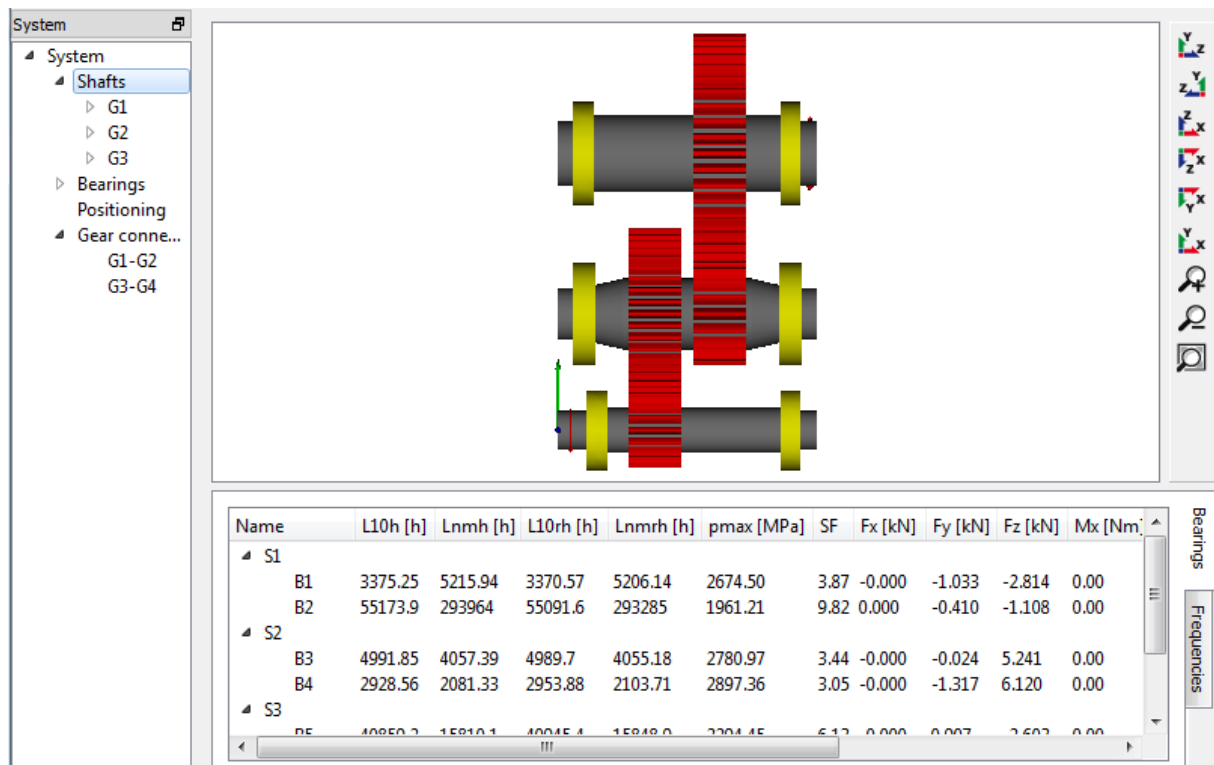 System
System
Shafts
G1
G2
G3
Bearings
Positioning
Gear conne...
G1-G2
G3-G4
Y Z
Z Y
Z X
Z X
Y X
Y X
Name L10h [h] Lnmh [h] L10rh [h] Lnmrh [h] pmax [MPa] SF Fx [kN] Fy [kN] Fz [kN] Mx [Nm]
S1
B1 3375.25 5215.94 3370.57 5206.14 2674.50 3.87 -0.000 -1.033 -2.814 0.00
B2 55173.9 293964 55091.6 293285 1961.21 9.82 0.000 -0.410 -1.108 0.00
S2
B3 4991.85 4057.39 4989.7 4055.18 2780.97 3.44 -0.000 -0.024 5.241 0.00
B4 2928.56 2081.33 2953.88 2103.71 2897.36 3.05 -0.000 -1.317 6.120 0.00
S3
Bearings
Frequencies